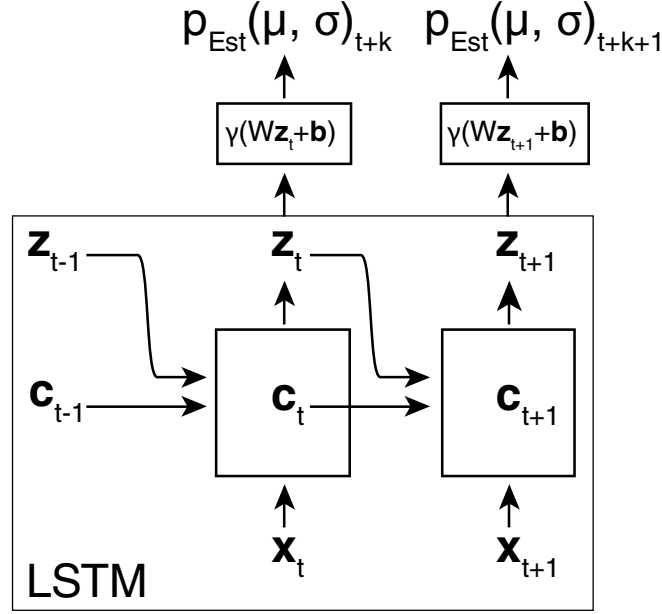 p_Est(μ, σ)_t+k p_Est(μ, σ)_t+k+1
γ(Wz_t+b) γ(Wz_t+1+b)
z_t-1 z_t z_t+1
c_t-1 c_t c_t+1
x_t x_t+1
LSTM